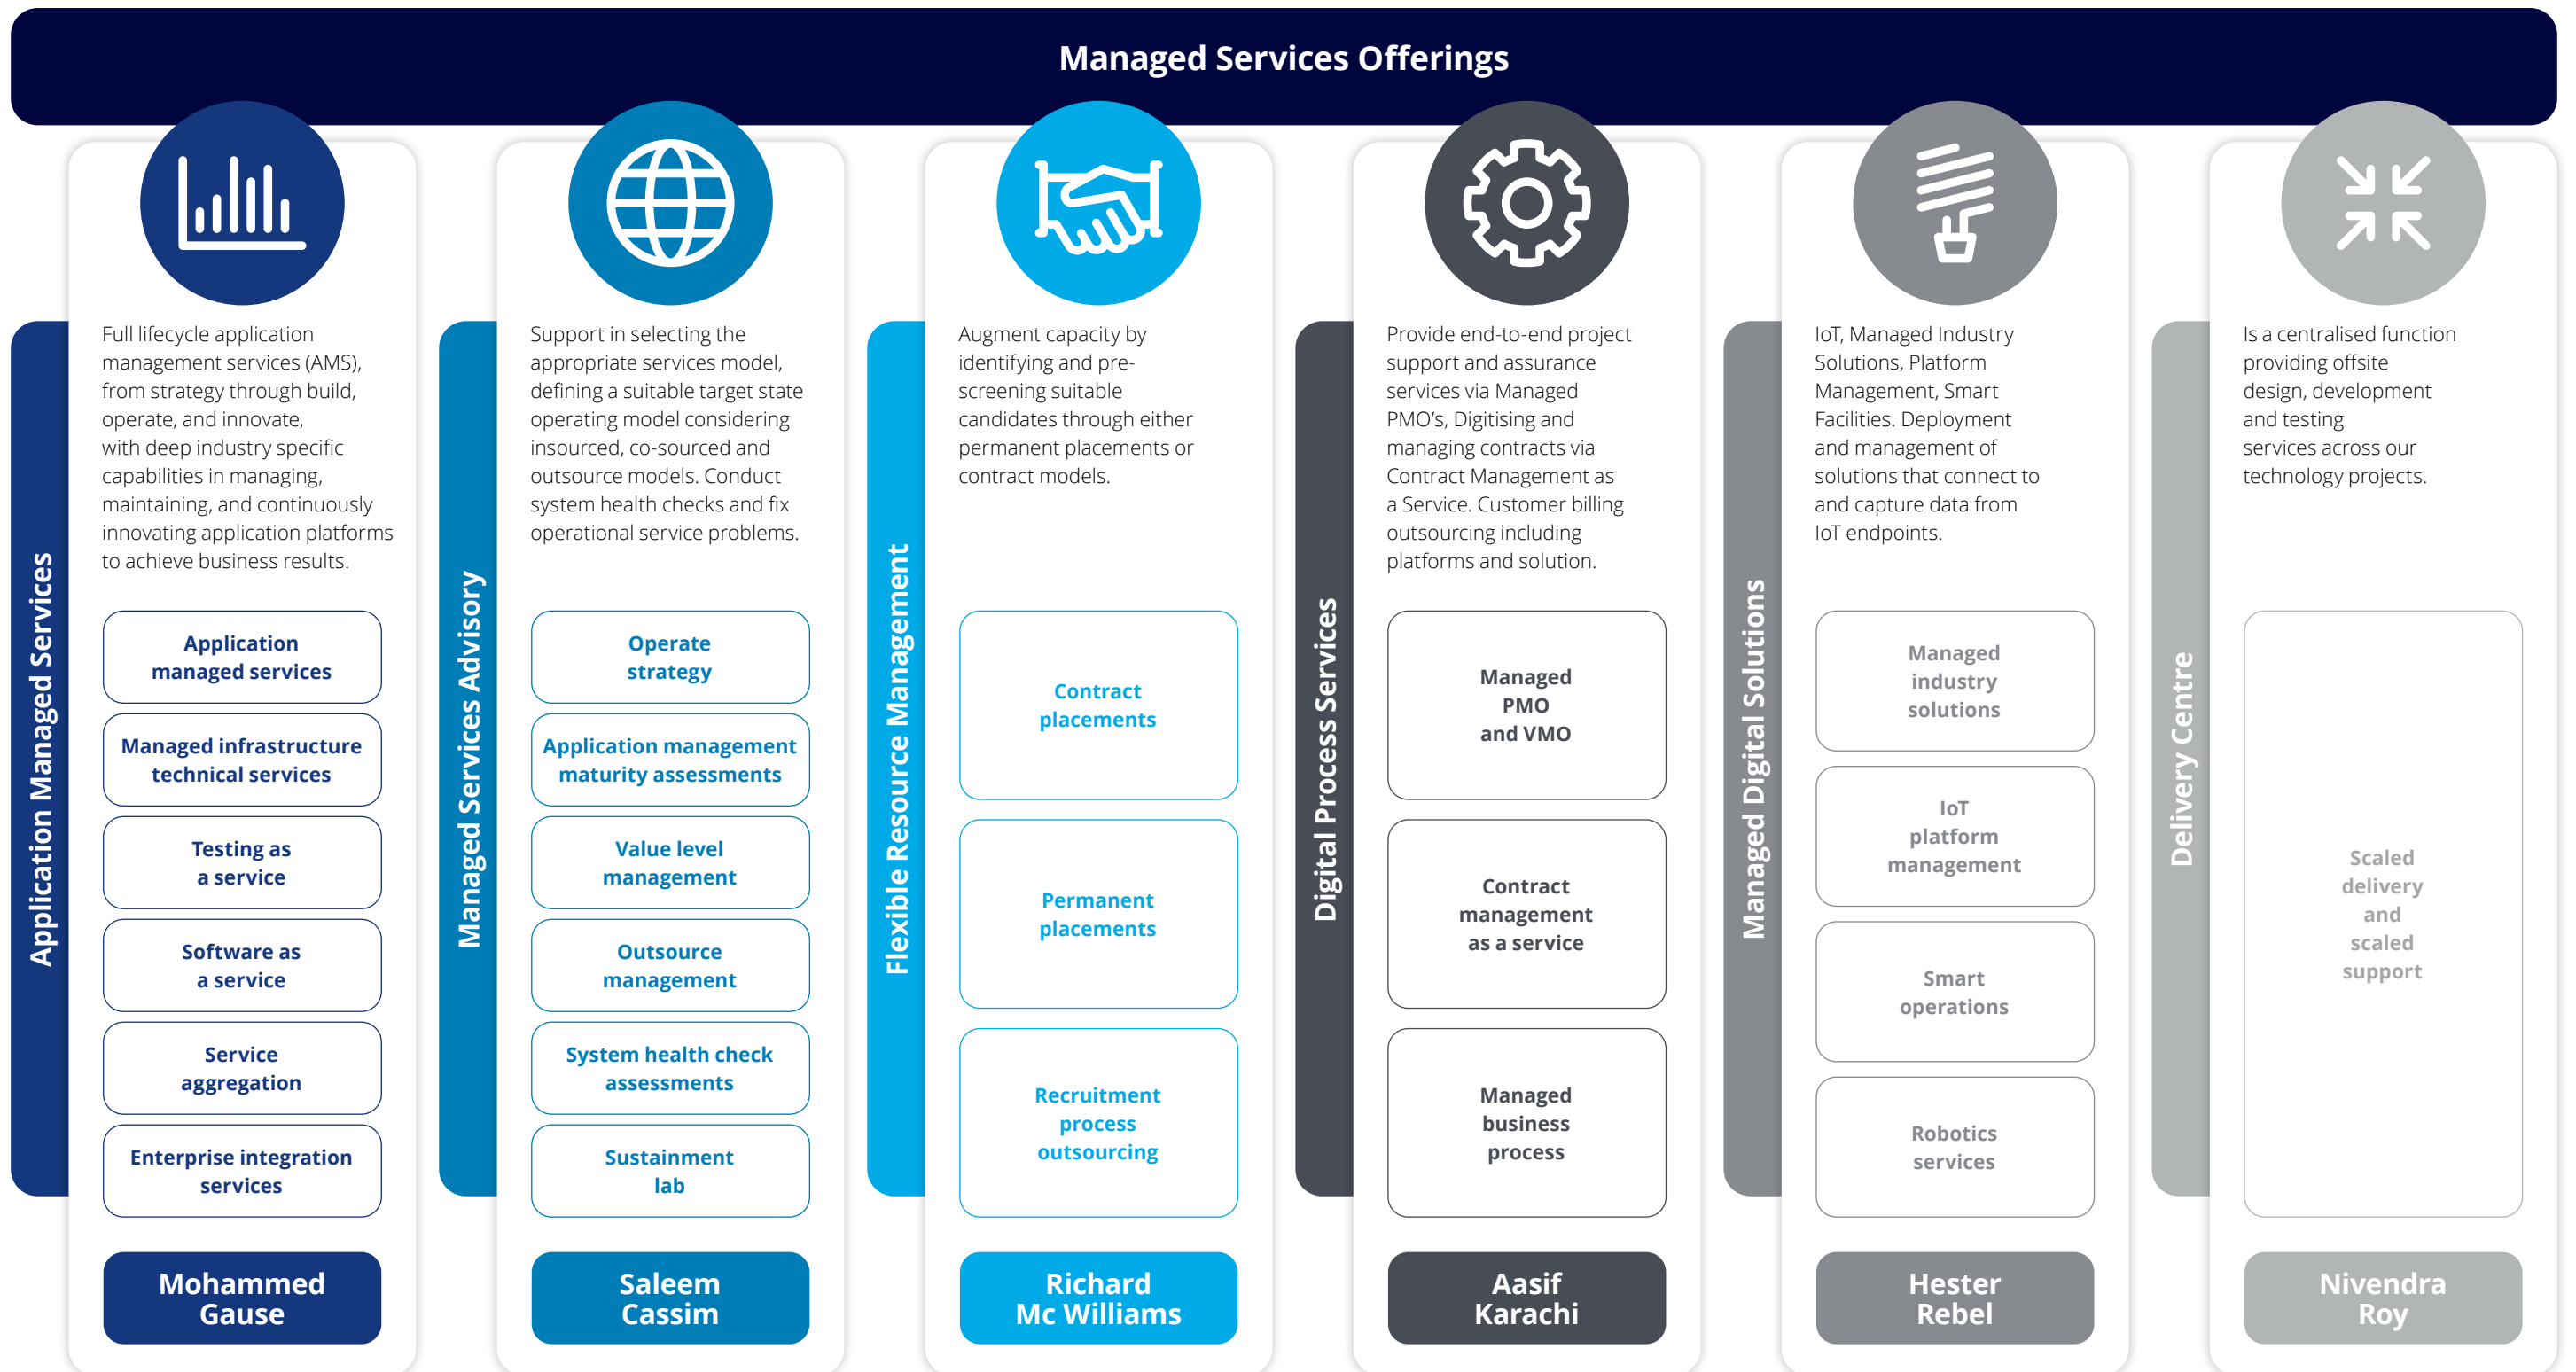 Managed Services Offerings
Application Managed Services
Full lifecycle application
management services (AMS),
from strategy through build,
operate, and innovate,
with deep industry specific
capabilities in managing,
maintaining, and continuously
innovating application platforms
to achieve business results.
Application
managed services
Managed infrastructure
technical services
Testing as
a service
Software as
a service
Service
aggregation
Enterprise integration
services
Mohammed
Gause
Managed Services Advisory
Support in selecting the
appropriate services model,
defining a suitable target state
operating model considering
insourced, co-sourced and
outsource models. Conduct
system health checks and fix
operational service problems.
Operate
strategy
Application management
maturity assessments
Value level
management
Outsource
management
System health check
assessments
Sustainment
lab
Saleem
Cassim
Flexible Resource Management
Augment capacity by
identifying and pre-
screening suitable
candidates through either
permanent placements or
contract models.
Contract
placements
Permanent
placements
Recruitment
process
outsourcing
Richard
Mc Williams
Digital Process Services
Provide end-to-end project
support and assurance
services via Managed
PMO's, Digitising and
managing contracts via
Contract Management as
a Service. Customer billing
outsourcing including
platforms and solution.
Managed
PMO
and VMO
Contract
management
as a service
Managed
business
process
Aasif
Karachi
Managed Digital Solutions
IoT, Managed Industry
Solutions, Platform
Management, Smart
Facilities. Deployment
and management of
solutions that connect to
and capture data from
IoT endpoints.
Managed
industry
solutions
IoT
platform
management
Smart
operations
Robotics
services
Hester
Rebel
Delivery Centre
Is a centralised function
providing offsite
design, development
and testing
services across our
technology projects.
Scaled
delivery
and
scaled
support
Nivendra
Roy